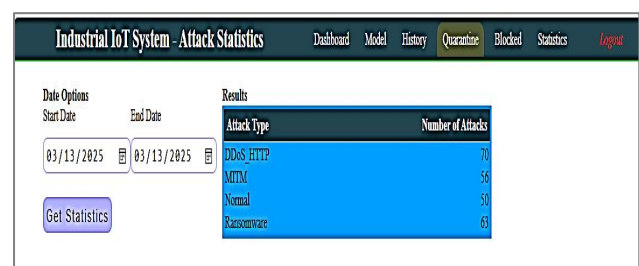 Industrial IoT System - Attack Statistics Dashboard Model History Quarantine Blocked Statistics Logout
Date Options
Start Date End Date
03/13/2025 03/13/2025
Get Statistics
Results
Attack Type Number of Attacks
DDoS_HTTP 70
MITM 56
Normal 50
Ransomware 63